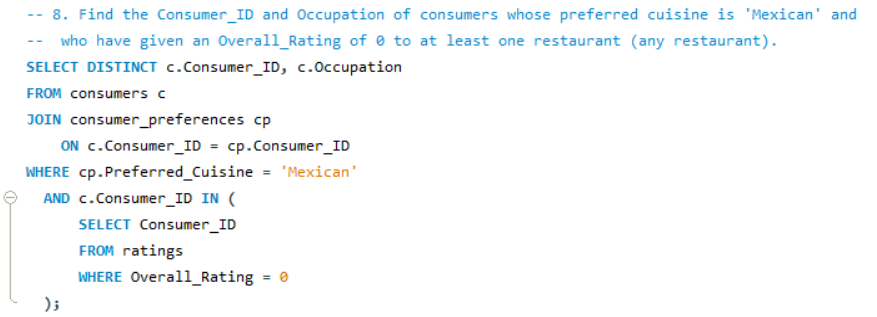 -- 8. Find the Consumer_ID and Occupation of consumers whose preferred cuisine is 'Mexican' and
-- who have given an Overall_Rating of 0 to at least one restaurant (any restaurant).
SELECT DISTINCT c.Consumer_ID, c.Occupation
FROM consumers c
JOIN consumer_preferences cp
ON c.Consumer_ID = cp.Consumer_ID
WHERE cp.Preferred_Cuisine = 'Mexican'
AND c.Consumer_ID IN (
SELECT Consumer_ID
FROM ratings
WHERE Overall_Rating = 0
);